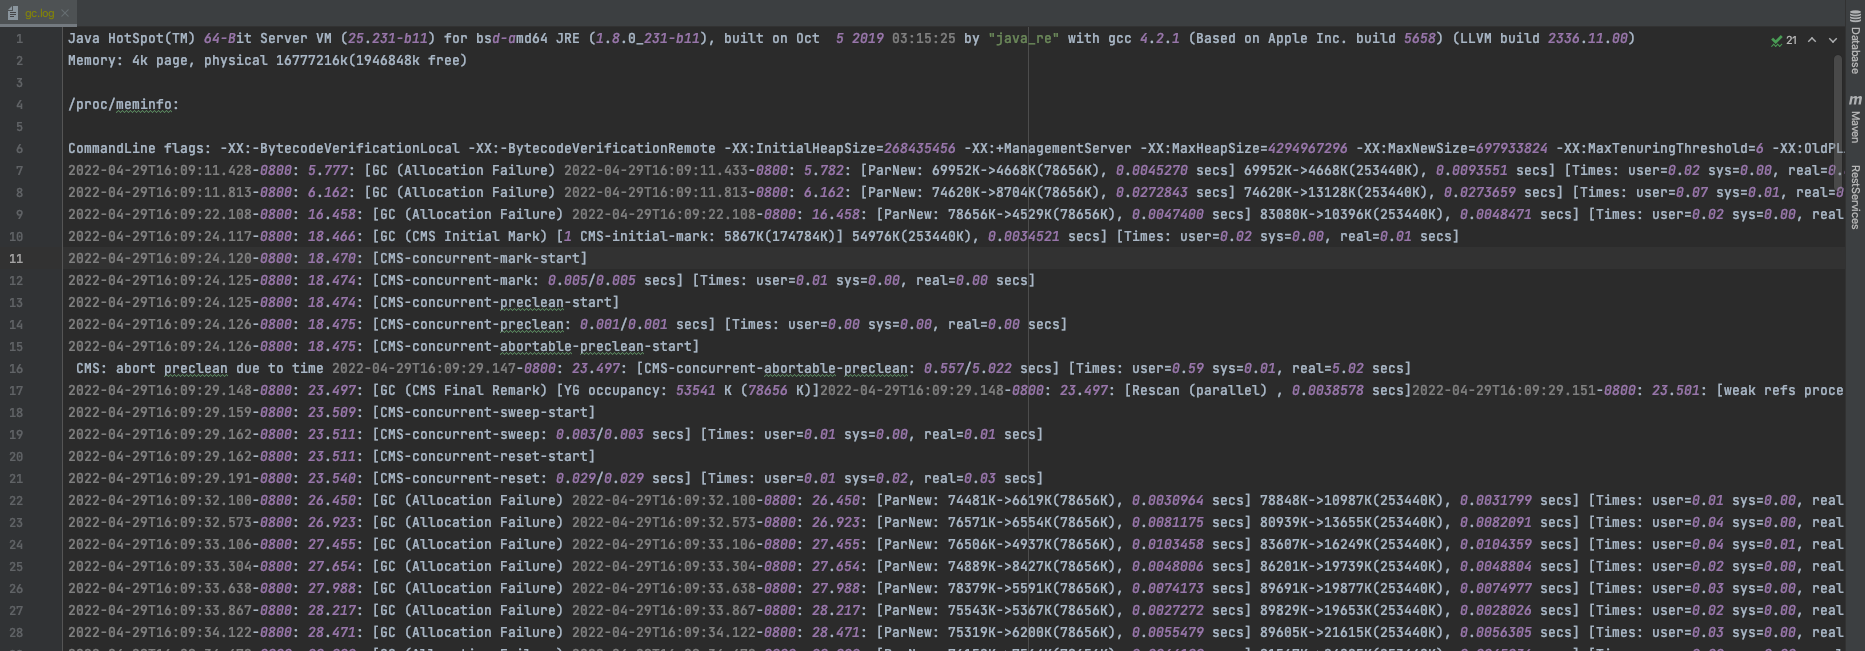 gc.log
1 Java HotSpot(TM) 64-Bit Server VM (25.231-b11) for bsd-amd64 JRE (1.8.0_231-b11), built on Oct  5 2019 03:15:25 by "java_re" with gcc 4.2.1 (Based on Apple Inc. build 5658) (LLVM build 2336.11.00)
21
2 Memory: 4k page, physical 16777216k(1946848k free)
3
4 /proc/meminfo:
5
6 CommandLine flags: -XX:-BytecodeVerificationLocal -XX:-BytecodeVerificationRemote -XX:InitialHeapSize=268435456 -XX:+ManagementServer -XX:MaxHeapSize=4294967296 -XX:MaxNewSize=697933824 -XX:MaxTenuringThreshold=6 -XX:OldPL
7 2022-04-29T16:09:11.428-0800: 5.777: [GC (Allocation Failure) 2022-04-29T16:09:11.433-0800: 5.782: [ParNew: 69952K->4668K(78656K), 0.0045270 secs] 69952K->4668K(253440K), 0.0093551 secs] [Times: user=0.02 sys=0.00, real=0.
8 2022-04-29T16:09:11.813-0800: 6.162: [GC (Allocation Failure) 2022-04-29T16:09:11.813-0800: 6.162: [ParNew: 74620K->8704K(78656K), 0.0272843 secs] 74620K->13128K(253440K), 0.0273659 secs] [Times: user=0.07 sys=0.01, real=0
9 2022-04-29T16:09:22.108-0800: 16.458: [GC (Allocation Failure) 2022-04-29T16:09:22.108-0800: 16.458: [ParNew: 78656K->4529K(78656K), 0.0047400 secs] 83080K->10396K(253440K), 0.0048471 secs] [Times: user=0.02 sys=0.00, real
10 2022-04-29T16:09:24.117-0800: 18.466: [GC (CMS Initial Mark) [1 CMS-initial-mark: 5867K(174784K)] 54976K(253440K), 0.0034521 secs] [Times: user=0.02 sys=0.00, real=0.01 secs]
11 2022-04-29T16:09:24.120-0800: 18.470: [CMS-concurrent-mark-start]
12 2022-04-29T16:09:24.125-0800: 18.474: [CMS-concurrent-mark: 0.005/0.005 secs] [Times: user=0.01 sys=0.00, real=0.00 secs]
13 2022-04-29T16:09:24.125-0800: 18.474: [CMS-concurrent-preclean-start]
14 2022-04-29T16:09:24.126-0800: 18.475: [CMS-concurrent-preclean: 0.001/0.001 secs] [Times: user=0.00 sys=0.00, real=0.00 secs]
15 2022-04-29T16:09:24.126-0800: 18.475: [CMS-concurrent-abortable-preclean-start]
16  CMS: abort preclean due to time 2022-04-29T16:09:29.147-0800: 23.497: [CMS-concurrent-abortable-preclean: 0.557/5.022 secs] [Times: user=0.59 sys=0.01, real=5.02 secs]
17 2022-04-29T16:09:29.148-0800: 23.497: [GC (CMS Final Remark) [YG occupancy: 53541 K (78656 K)]2022-04-29T16:09:29.148-0800: 23.497: [Rescan (parallel) , 0.0038578 secs]2022-04-29T16:09:29.151-0800: 23.501: [weak refs proce
18 2022-04-29T16:09:29.159-0800: 23.509: [CMS-concurrent-sweep-start]
19 2022-04-29T16:09:29.162-0800: 23.511: [CMS-concurrent-sweep: 0.003/0.003 secs] [Times: user=0.01 sys=0.00, real=0.01 secs]
20 2022-04-29T16:09:29.162-0800: 23.511: [CMS-concurrent-reset-start]
21 2022-04-29T16:09:29.191-0800: 23.540: [CMS-concurrent-reset: 0.029/0.029 secs] [Times: user=0.01 sys=0.02, real=0.03 secs]
22 2022-04-29T16:09:32.100-0800: 26.450: [GC (Allocation Failure) 2022-04-29T16:09:32.100-0800: 26.450: [ParNew: 74481K->6619K(78656K), 0.0030964 secs] 78848K->10987K(253440K), 0.0031799 secs] [Times: user=0.01 sys=0.00, real
23 2022-04-29T16:09:32.573-0800: 26.923: [GC (Allocation Failure) 2022-04-29T16:09:32.573-0800: 26.923: [ParNew: 76571K->6554K(78656K), 0.0081175 secs] 80939K->13655K(253440K), 0.0082091 secs] [Times: user=0.04 sys=0.00, real
24 2022-04-29T16:09:33.106-0800: 27.455: [GC (Allocation Failure) 2022-04-29T16:09:33.106-0800: 27.455: [ParNew: 76506K->4937K(78656K), 0.0103458 secs] 83607K->16249K(253440K), 0.0104359 secs] [Times: user=0.04 sys=0.01, real
25 2022-04-29T16:09:33.304-0800: 27.654: [GC (Allocation Failure) 2022-04-29T16:09:33.304-0800: 27.654: [ParNew: 74889K->8427K(78656K), 0.0048006 secs] 86201K->19739K(253440K), 0.0048804 secs] [Times: user=0.02 sys=0.00, real
26 2022-04-29T16:09:33.638-0800: 27.988: [GC (Allocation Failure) 2022-04-29T16:09:33.638-0800: 27.988: [ParNew: 78379K->5591K(78656K), 0.0074173 secs] 89691K->19877K(253440K), 0.0074977 secs] [Times: user=0.03 sys=0.00, real
27 2022-04-29T16:09:33.867-0800: 28.217: [GC (Allocation Failure) 2022-04-29T16:09:33.867-0800: 28.217: [ParNew: 75543K->5367K(78656K), 0.0027272 secs] 89829K->19653K(253440K), 0.0028026 secs] [Times: user=0.02 sys=0.00, real
28 2022-04-29T16:09:34.122-0800: 28.471: [GC (Allocation Failure) 2022-04-29T16:09:34.122-0800: 28.471: [ParNew: 75319K->6200K(78656K), 0.0055479 secs] 89605K->21615K(253440K), 0.0056305 secs] [Times: user=0.03 sys=0.00, real
Database
m Maven
RestServices